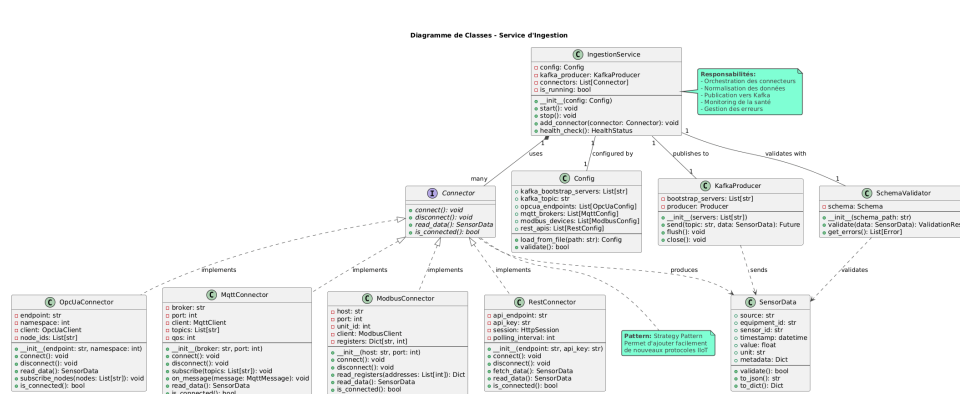 Diagramme de Classes - Service d'Ingestion
C IngestionService
config: Config
kafka_producer: KafkaProducer
connectors: List[Connector]
is_running: bool
__init__(config: Config)
start(): void
stop(): void
add_connector(connector: Connector): void
health_check(): HealthStatus
Responsabilités:
- Orchestration des connecteurs
- Normalisation des données
- Publication vers Kafka
- Monitoring de la santé
- Gestion des erreurs
1
1
1
1
uses
configured by
publishes to
validates with
many
1
1
1
I Connector
connect(): void
disconnect(): void
read_data(): SensorData
is_connected(): bool
C Config
kafka_bootstrap_servers: List[str]
kafka_topic: str
opcua_endpoints: List[OpcUaConfig]
mqtt_brokers: List[MqttConfig]
modbus_devices: List[ModbusConfig]
rest_apis: List[RestConfig]
load_from_file(path: str): Config
validate(): bool
C KafkaProducer
bootstrap_servers: List[str]
producer: Producer
__init__(servers: List[str])
send(topic: str, data: SensorData): Future
flush(): void
close(): void
C SchemaValidator
schema: Schema
__init__(schema_path: str)
validate(data: SensorData): ValidationRes
get_errors(): List[Error]
implements
implements
implements
implements
produces
sends
validates
C OpcUaConnector
endpoint: str
namespace: int
client: OpcUaClient
node_ids: List[str]
__init__(endpoint: str, namespace: int)
connect(): void
disconnect(): void
read_data(): SensorData
subscribe_nodes(nodes: List[str]): void
is_connected(): bool
C MqttConnector
broker: str
port: int
client: MqttClient
topics: List[str]
qos: int
__init__(broker: str, port: int)
connect(): void
disconnect(): void
subscribe(topics: List[str]): void
on_message(message: MqttMessage): void
read_data(): SensorData
is_connected(): bool
C ModbusConnector
host: str
port: int
unit_id: int
client: ModbusClient
registers: Dict[str, int]
__init__(host: str, port: int)
connect(): void
disconnect(): void
read_registers(addresses: List[int]): Dict
read_data(): SensorData
is_connected(): bool
C RestConnector
api_endpoint: str
api_key: str
session: HttpSession
polling_interval: int
__init__(endpoint: str, api_key: str)
connect(): void
disconnect(): void
fetch_data(): SensorData
read_data(): SensorData
is_connected(): bool
Pattern: Strategy Pattern
Permet d'ajouter facilement
de nouveaux protocoles IIoT
C SensorData
source: str
equipment_id: str
sensor_id: str
timestamp: datetime
value: float
unit: str
metadata: Dict
validate(): bool
to_json(): str
to_dict(): Dict